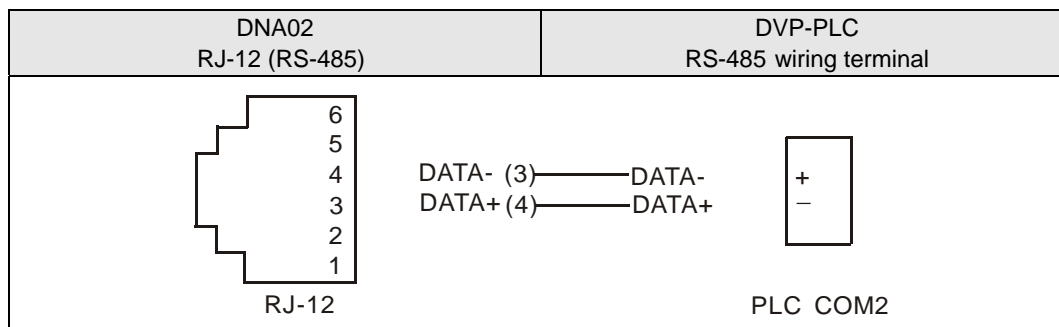 DNA02
RJ-12 (RS-485)
DVP-PLC
RS-485 wiring terminal
6
5
4
3
2
1
RJ-12
DATA- (3) DATA-
DATA+ (4) DATA+
+
−
PLC COM2